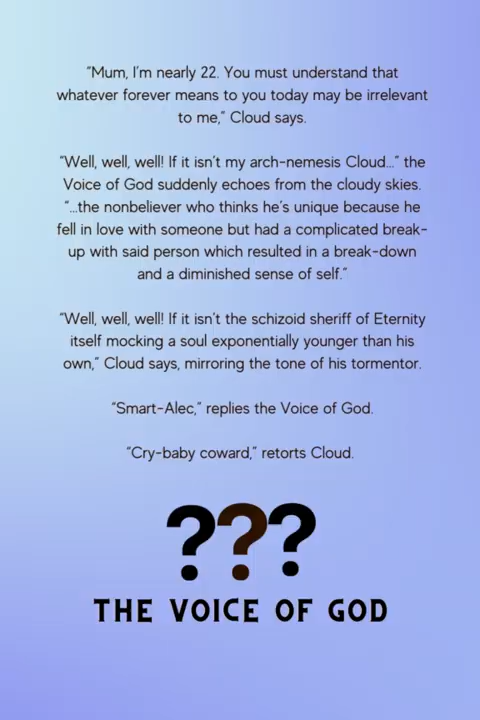 “Mum, I’m nearly 22. You must understand that
whatever forever means to you today may be irrelevant
to me,” Cloud says.
“Well, well, well! If it isn’t my arch-nemesis Cloud...” the
Voice of God suddenly echoes from the cloudy skies.
“...the nonbeliever who thinks he’s unique because he
fell in love with someone but had a complicated break-
up with said person which resulted in a break-down
and a diminished sense of self.”
“Well, well, well! If it isn’t the schizoid sheriff of Eternity
itself mocking a soul exponentially younger than his
own,” Cloud says, mirroring the tone of his tormentor.
“Smart-Alec,” replies the Voice of God.
“Cry-baby coward,” retorts Cloud.
???
THE VOICE OF GOD